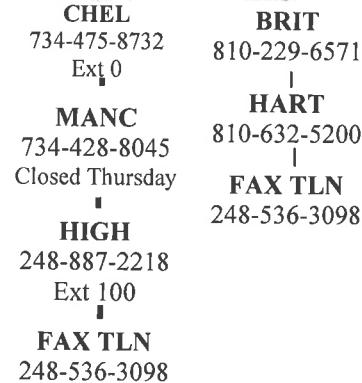 CHEL
734-475-8732
Ext 0
MANC
734-428-8045
Closed Thursday
HIGH
248-887-2218
Ext 100
FAX TLN
248-536-3098
BRIT
810-229-6571
HART
810-632-5200
FAX TLN
248-536-3098